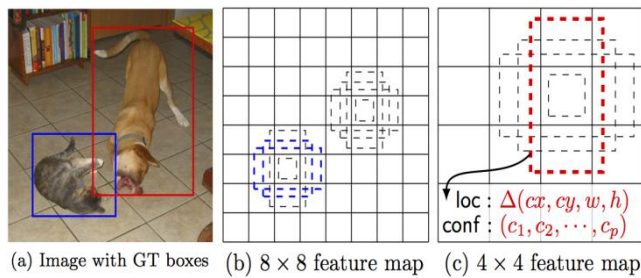 loc : Δ(cx, cy, w, h)
conf : (c₁, c₂, ⋯, cₚ)
(a) Image with GT boxes
(b) 8 × 8 feature map
(c) 4 × 4 feature map